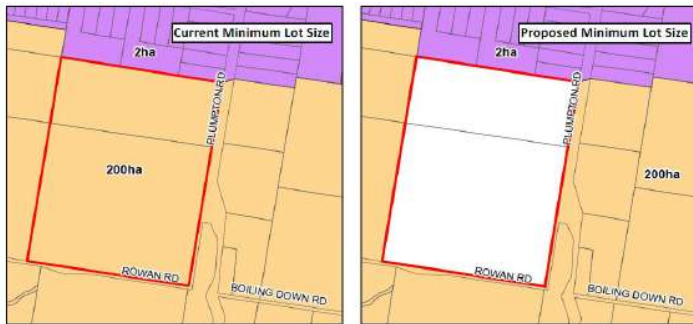 Current Minimum Lot Size
2ha
PLUMPTON RD
200ha
ROWAN RD
BOILING DOWN RD
Proposed Minimum Lot Size
2ha
PLUMPTON RD
200ha
ROWAN RD
BOILING DOWN RD